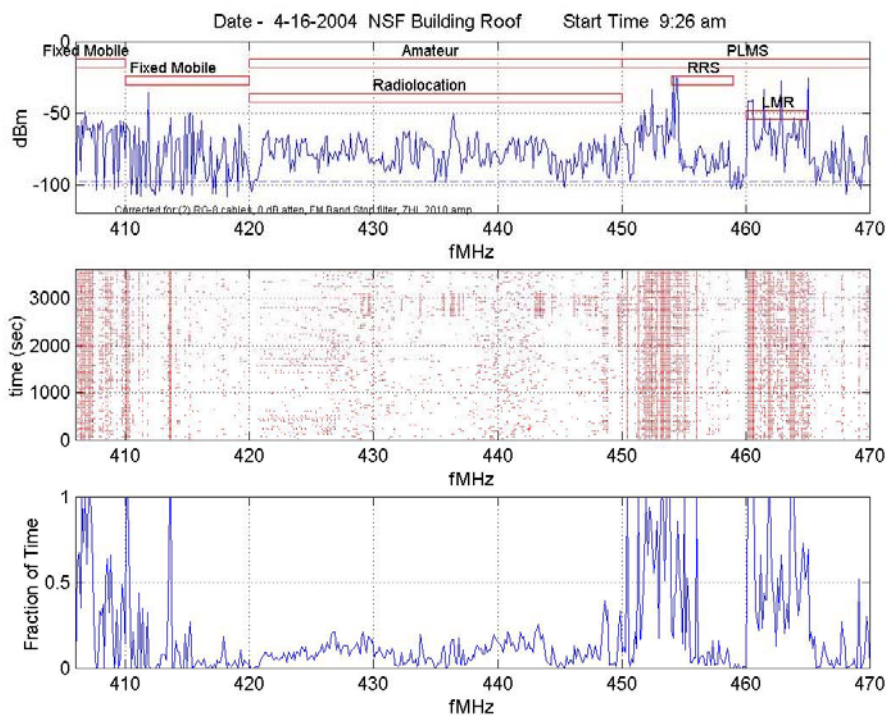 Date - 4-16-2004 NSF Building Roof Start Time 9:26 am
0
Fixed Mobile
Amateur
PLMS
Fixed Mobile
RRS
Radiolocation
LMR
-50
-100
dBm
Corrected for (2) RG-8 cables, 0 dB atten, FM Band Stop filter, ZHL 2010 amp
410 420 430 440 450 460 470
fMHz
3000
2000
1000
0
time (sec)
410 420 430 440 450 460 470
fMHz
1
0.5
0
Fraction of Time
410 420 430 440 450 460 470
fMHz